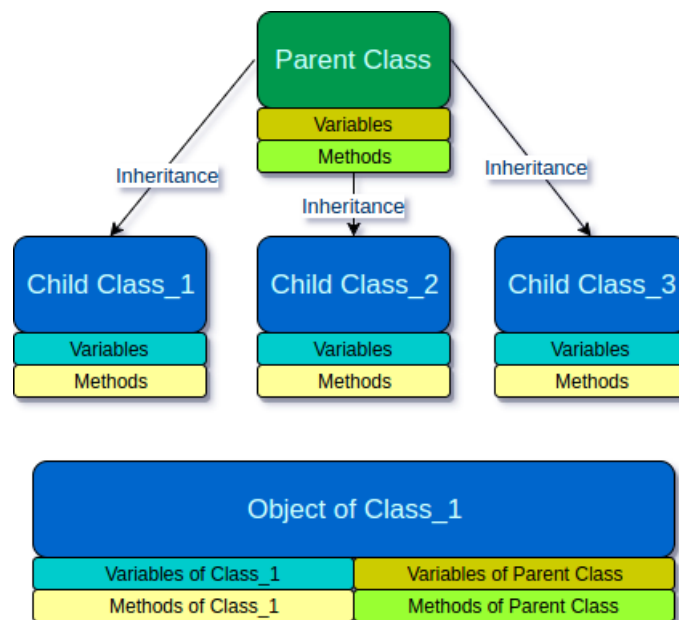 Parent Class
Variables
Methods
Inheritance
Inheritance
Inheritance
Child Class_1
Child Class_2
Child Class_3
Variables
Variables
Variables
Methods
Methods
Methods
Object of Class_1
Variables of Class_1
Variables of Parent Class
Methods of Class_1
Methods of Parent Class